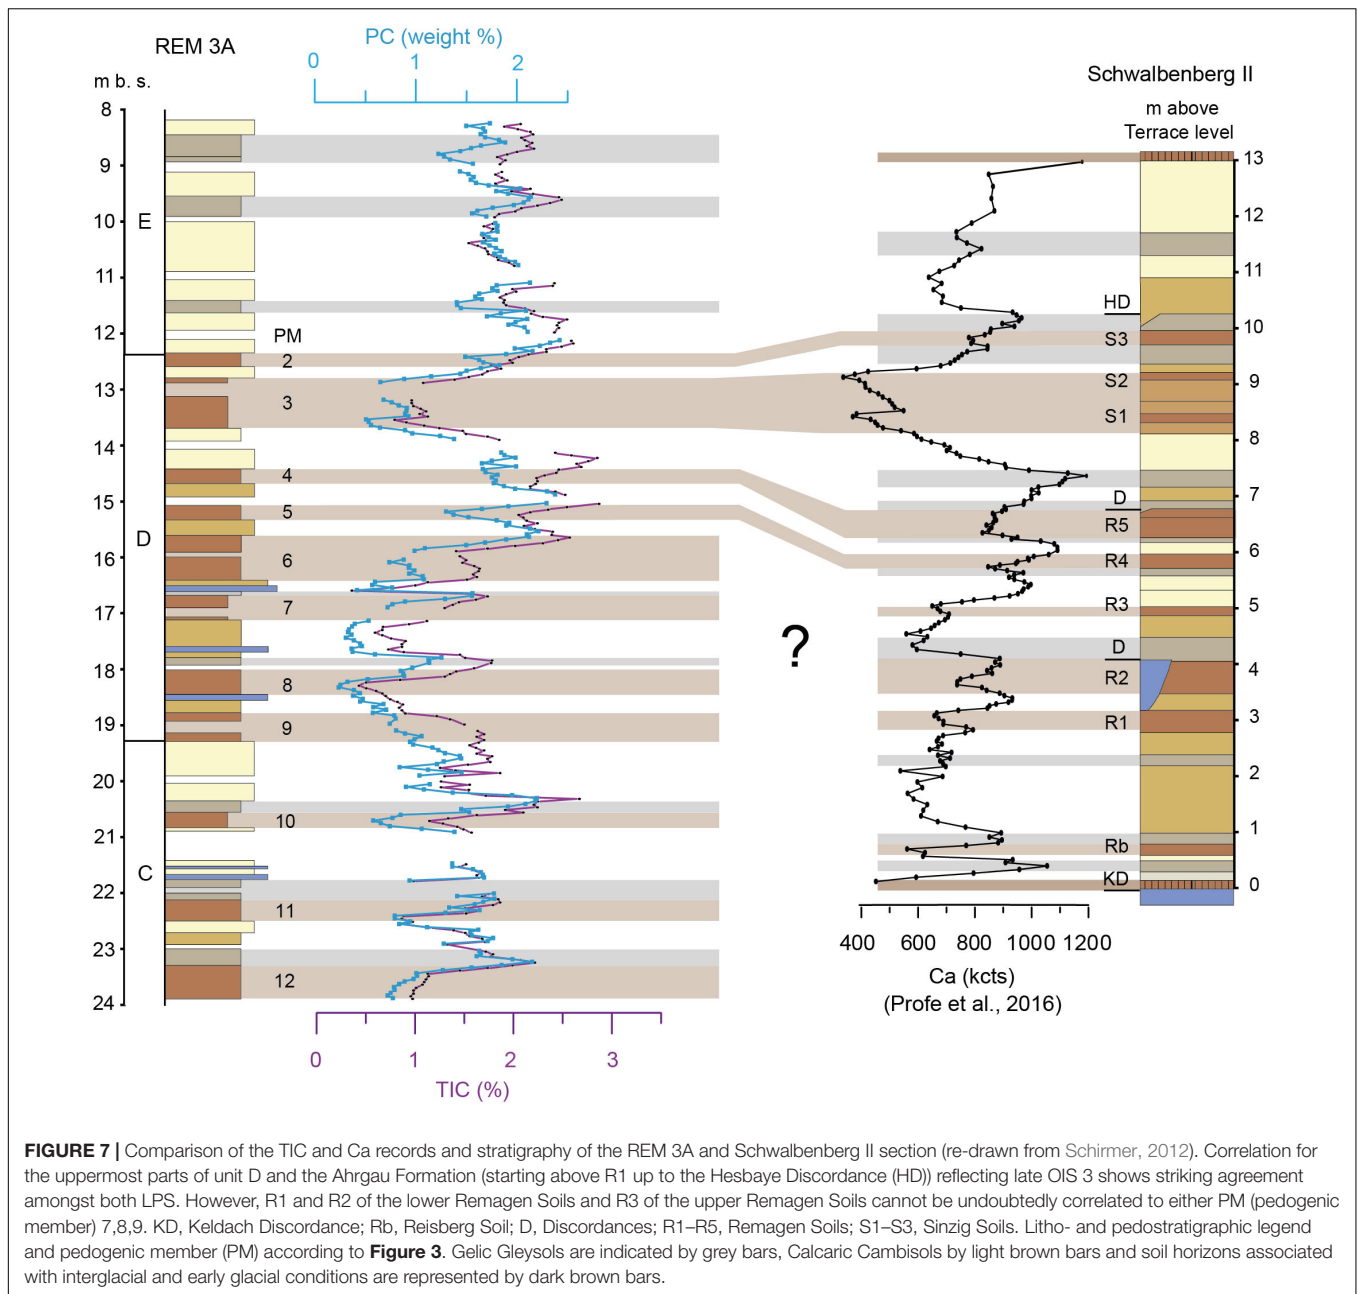 REM 3A
PC (weight %)
0 1 2
m b. s.
Schwalbenberg II
m above
Terrace level
8
9
10
11
12
13
14
15
16
17
18
19
20
21
22
23
24
E
D
C
PM
2
3
4
5
6
7
8
9
10
11
12
?
HD
S3
S2
S1
D
R5
R4
R3
D
R2
R1
Rb
KD
13
12
11
10
9
8
7
6
5
4
3
2
1
0
400 600 800 1000 1200
Ca (kcts)
(Profe et al., 2016)
0 1 2 3
TIC (%)
FIGURE 7 | Comparison of the TIC and Ca records and stratigraphy of the REM 3A and Schwalbenberg II section (re-drawn from Schirmer, 2012). Correlation for
the uppermost parts of unit D and the Ahrgau Formation (starting above R1 up to the Hesbaye Discordance (HD)) reflecting late OIS 3 shows striking agreement
amongst both LPS. However, R1 and R2 of the lower Remagen Soils and R3 of the upper Remagen Soils cannot be undoubtedly correlated to either PM (pedogenic
member) 7,8,9. KD, Keldach Discordance; Rb, Reisberg Soil; D, Discordances; R1–R5, Remagen Soils; S1–S3, Sinzig Soils. Litho- and pedostratigraphic legend
and pedogenic member (PM) according to Figure 3. Gelic Gleysols are indicated by grey bars, Calcaric Cambisols by light brown bars and soil horizons associated
with interglacial and early glacial conditions are represented by dark brown bars.